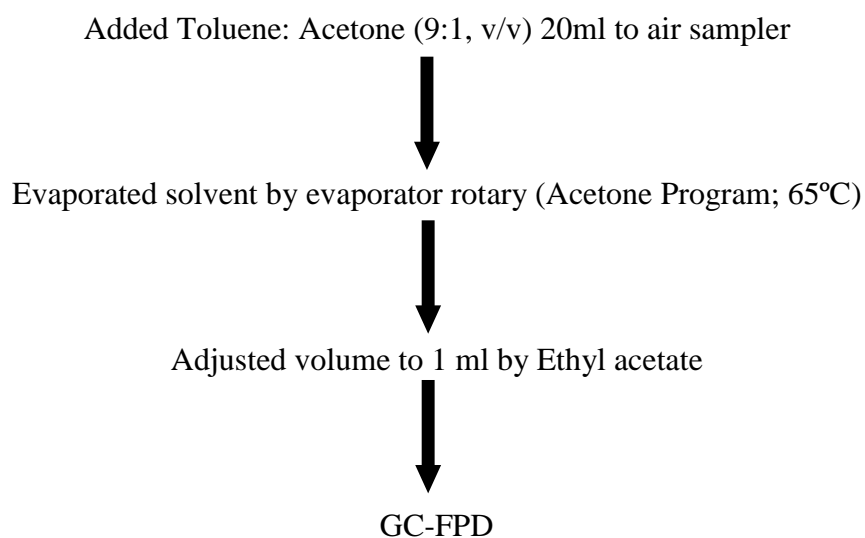 Added Toluene: Acetone (9:1, v/v) 20ml to air sampler
Evaporated solvent by evaporator rotary (Acetone Program; 65ºC)
Adjusted volume to 1 ml by Ethyl acetate
GC-FPD